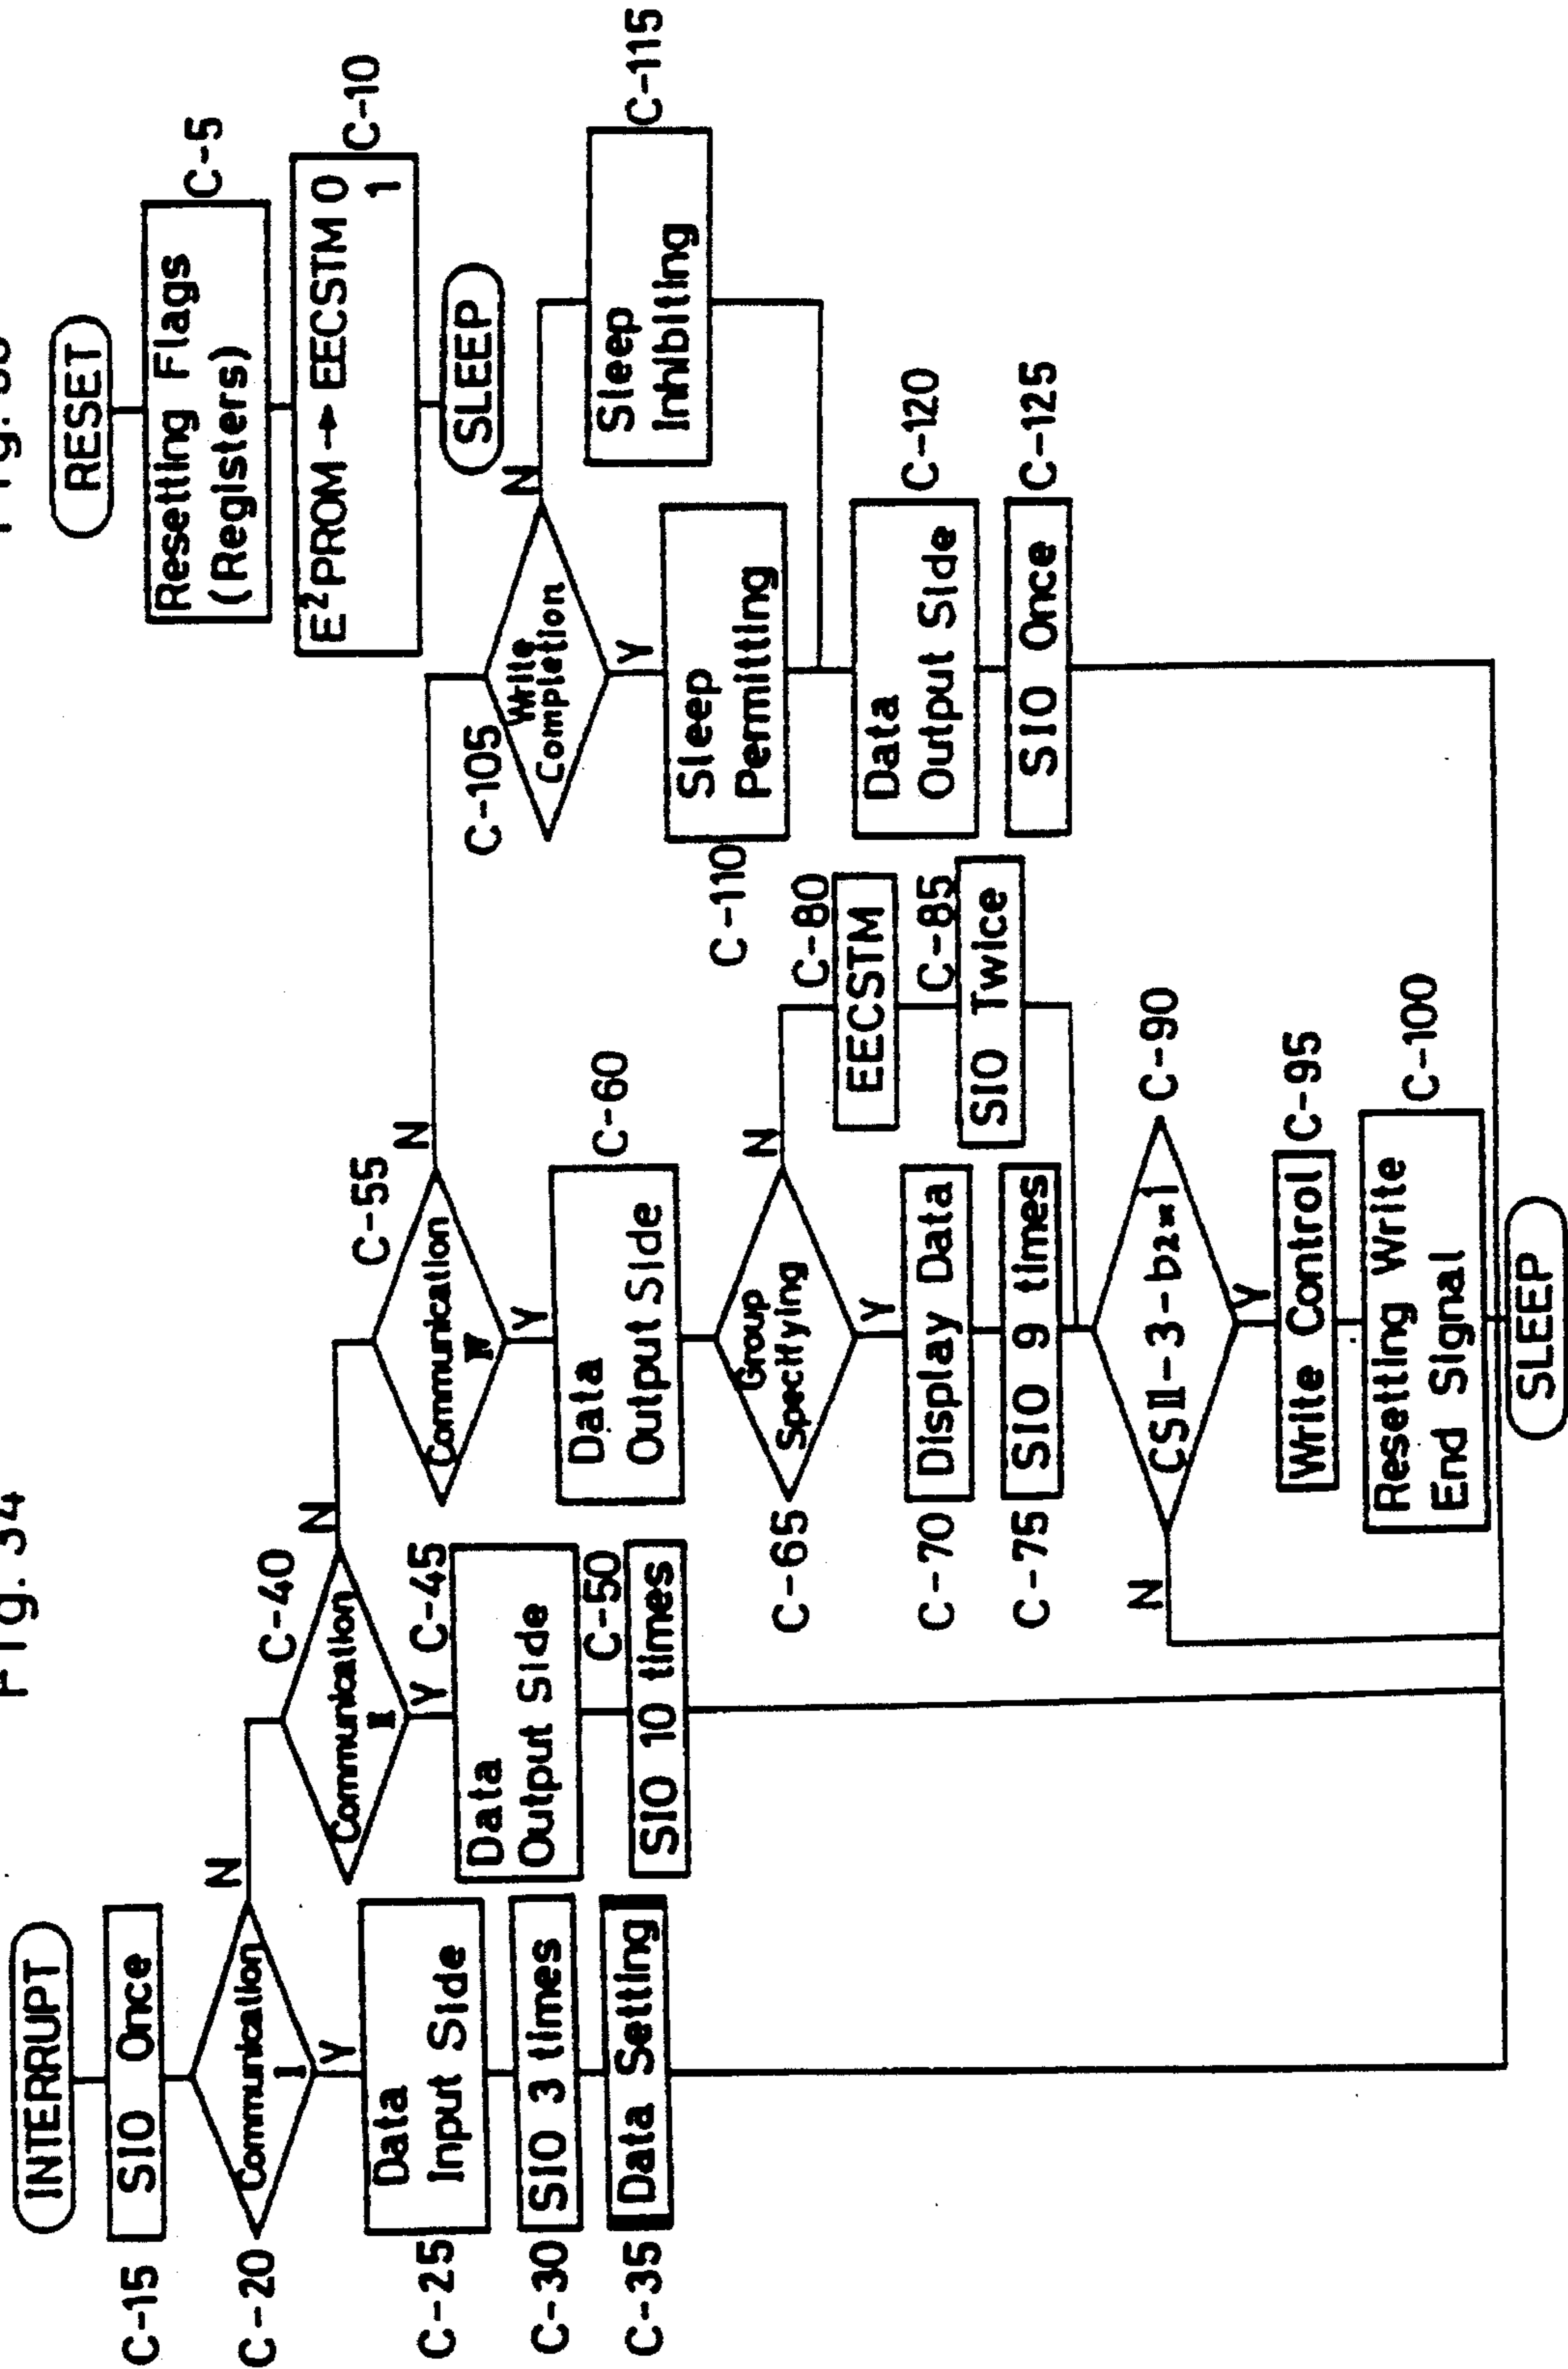 Fig. 34
INTERRUPT
C-15
SIO Once
C-20
Communication
I
N
Y
C-25
Data
Input Side
C-30
SIO 3 times
C-35
Data Setting
C-40
Communication
N
Y
C-45
Data
Output Side
C-50
SIO 10 times
C-55
Communication
IV
N
Y
C-60
Data
Output Side
C-65
Group
Specifying
N
Y
C-70
Display Data
C-75
SIO 9 times
C-80
EECSTM
C-85
SIO Twice
C-90
CSII-3-b2=1
N
Y
C-95
Write Control
C-100
Resetting Write
End Signal
SLEEP
C-105
Write
Completion
N
Y
C-110
Sleep
Permitting
C-115
Sleep
Inhibiting
C-120
Data
Output Side
C-125
SIO Once
RESET
C-5
Resetting Flags
(Registers)
C-10
E²PROM → EECSTM 0
1
SLEEP